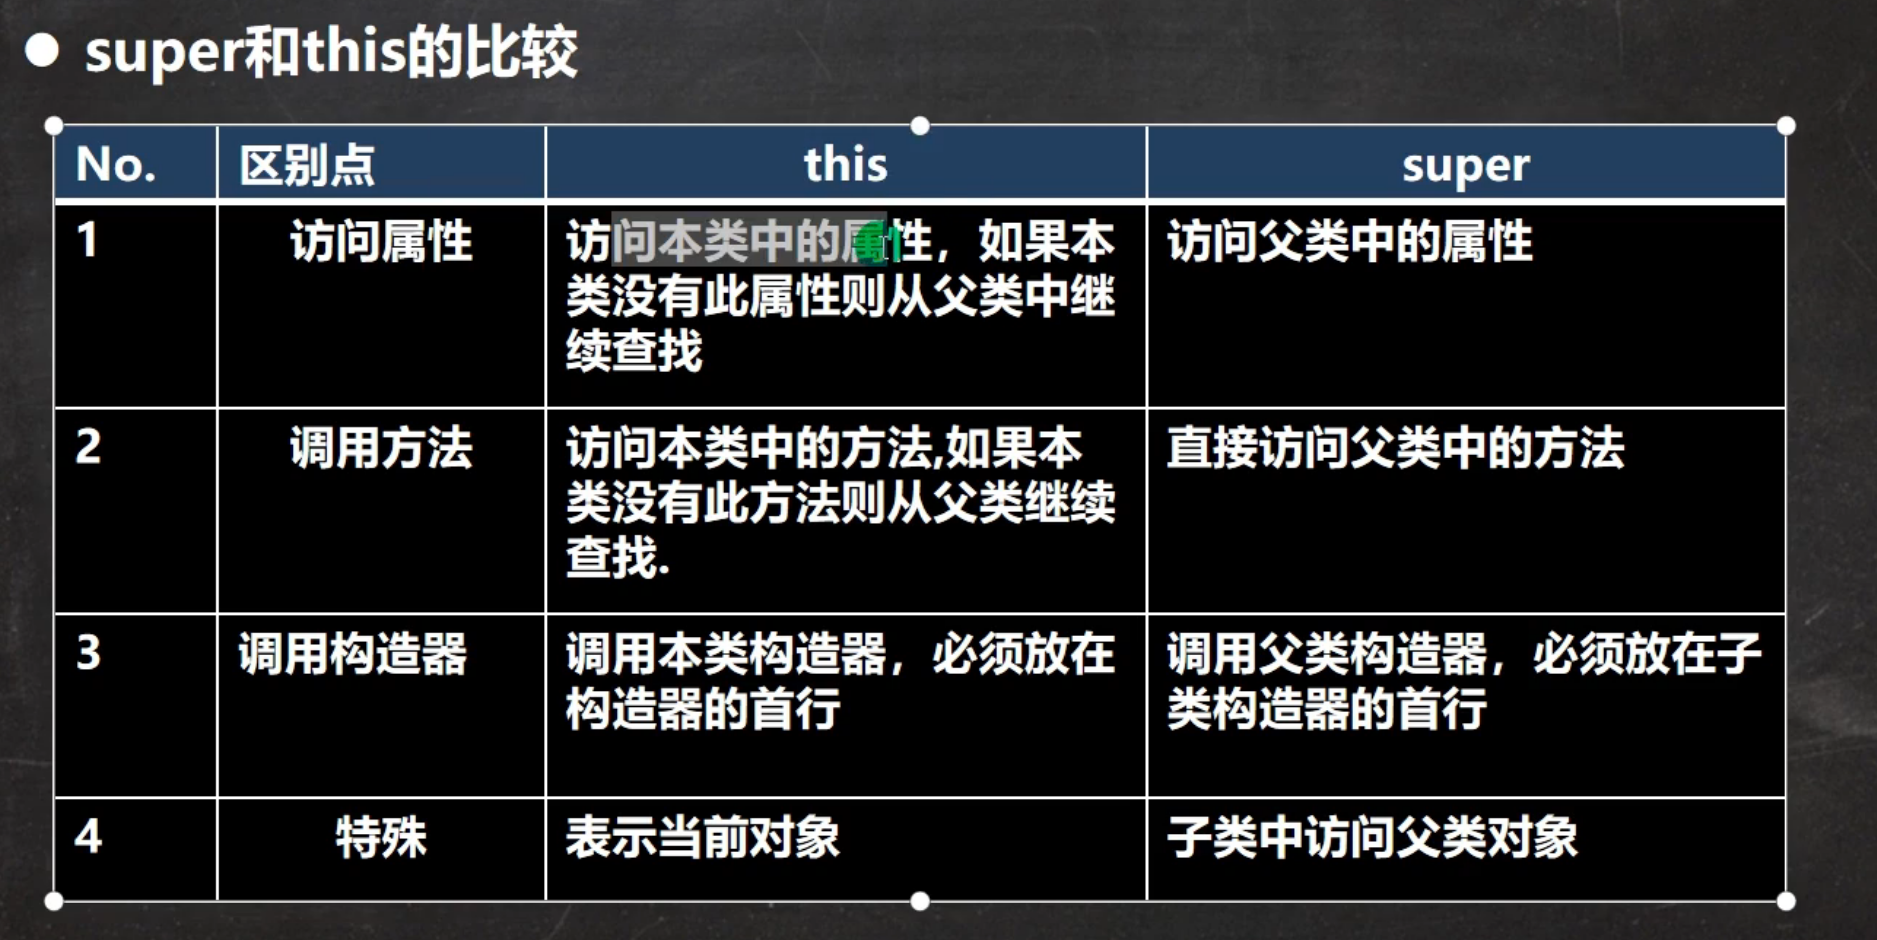 ● super和this的比较
No. 区别点 this super
1 访问属性 访问本类中的属性，如果本 访问父类中的属性
类没有此属性则从父类中继
续查找
2 调用方法 访问本类中的方法,如果本 直接访问父类中的方法
类没有此方法则从父类继续
查找.
3 调用构造器 调用本类构造器，必须放在 调用父类构造器，必须放在子
构造器的首行 类构造器的首行
4 特殊 表示当前对象 子类中访问父类对象